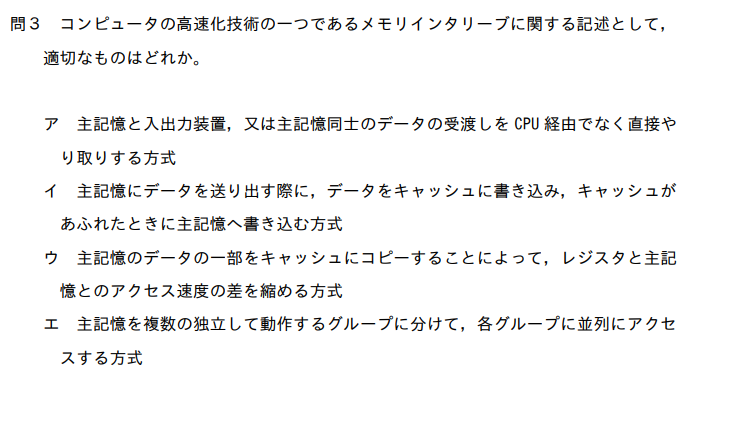 問3 コンピュータの高速化技術の一つであるメモリインタリーブに関する記述として,
適切なものはどれか。
ア 主記憶と入出力装置,又は主記憶同士のデータの受渡しを CPU 経由でなく直接や
り取りする方式
イ 主記憶にデータを送り出す際に,データをキャッシュに書き込み,キャッシュが
あふれたときに主記憶へ書き込む方式
ウ 主記憶のデータの一部をキャッシュにコピーすることによって,レジスタと主記
憶とのアクセス速度の差を縮める方式
エ 主記憶を複数の独立して動作するグループに分けて,各グループに並列にアクセ
スする方式